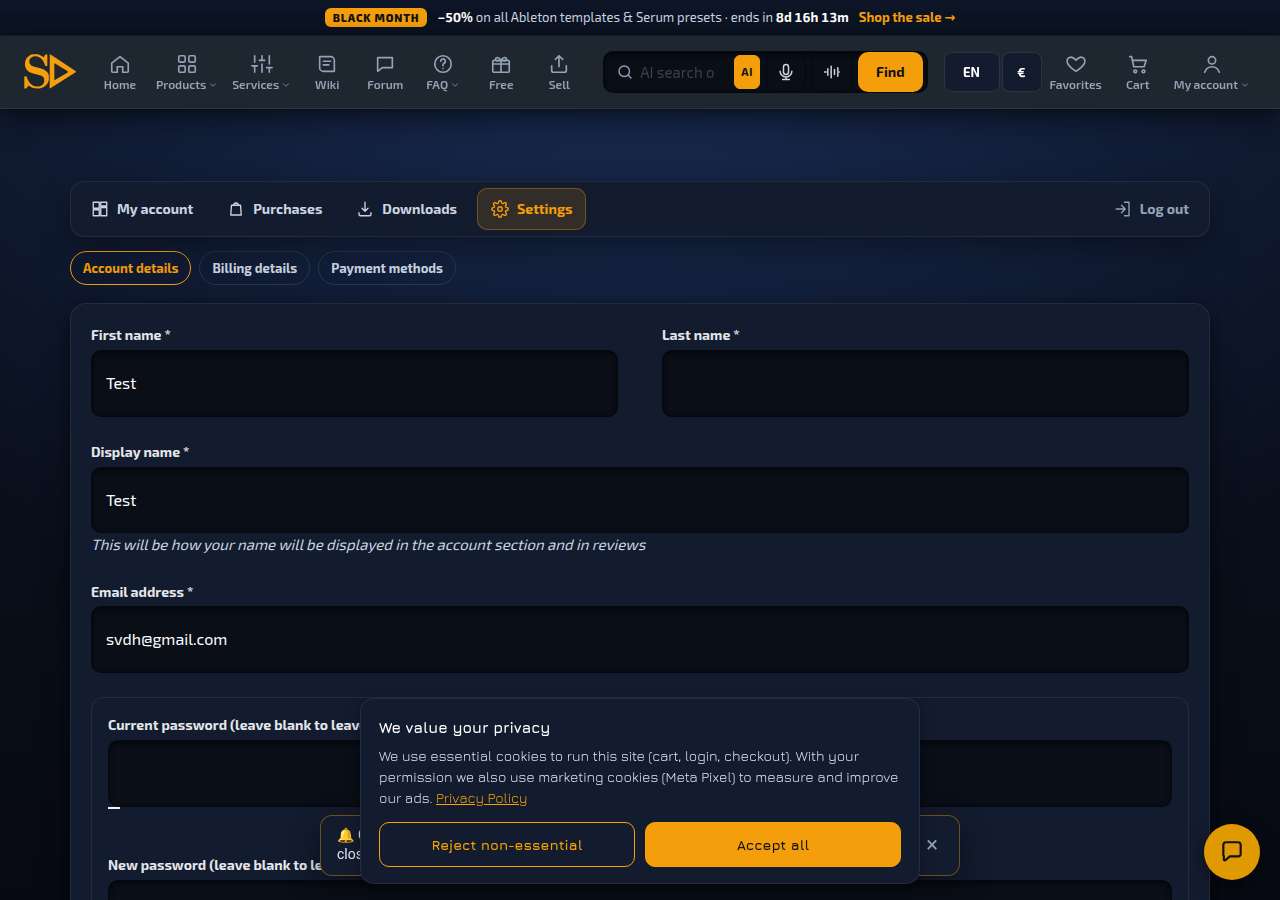 BLACK MONTH −50% on all Ableton templates & Serum presets · ends in 8d 16h 13m Shop the sale →
Home
Products
Services
Wiki
Forum
FAQ
Free
Sell
AI search o
AI
Find
EN
€
Favorites
Cart
My account
My account
Purchases
Downloads
Settings
Log out
Account details
Billing details
Payment methods
First name *
Last name *
Test
Display name *
Test
This will be how your name will be displayed in the account section and in reviews
Email address *
svdh@gmail.com
Current password (leave blank to
New password (leave blank to
We value your privacy
We use essential cookies to run this site (cart, login, checkout). With your
permission we also use marketing cookies (Meta Pixel) to measure and improve
our ads. Privacy Policy
Reject non-essential
Accept all